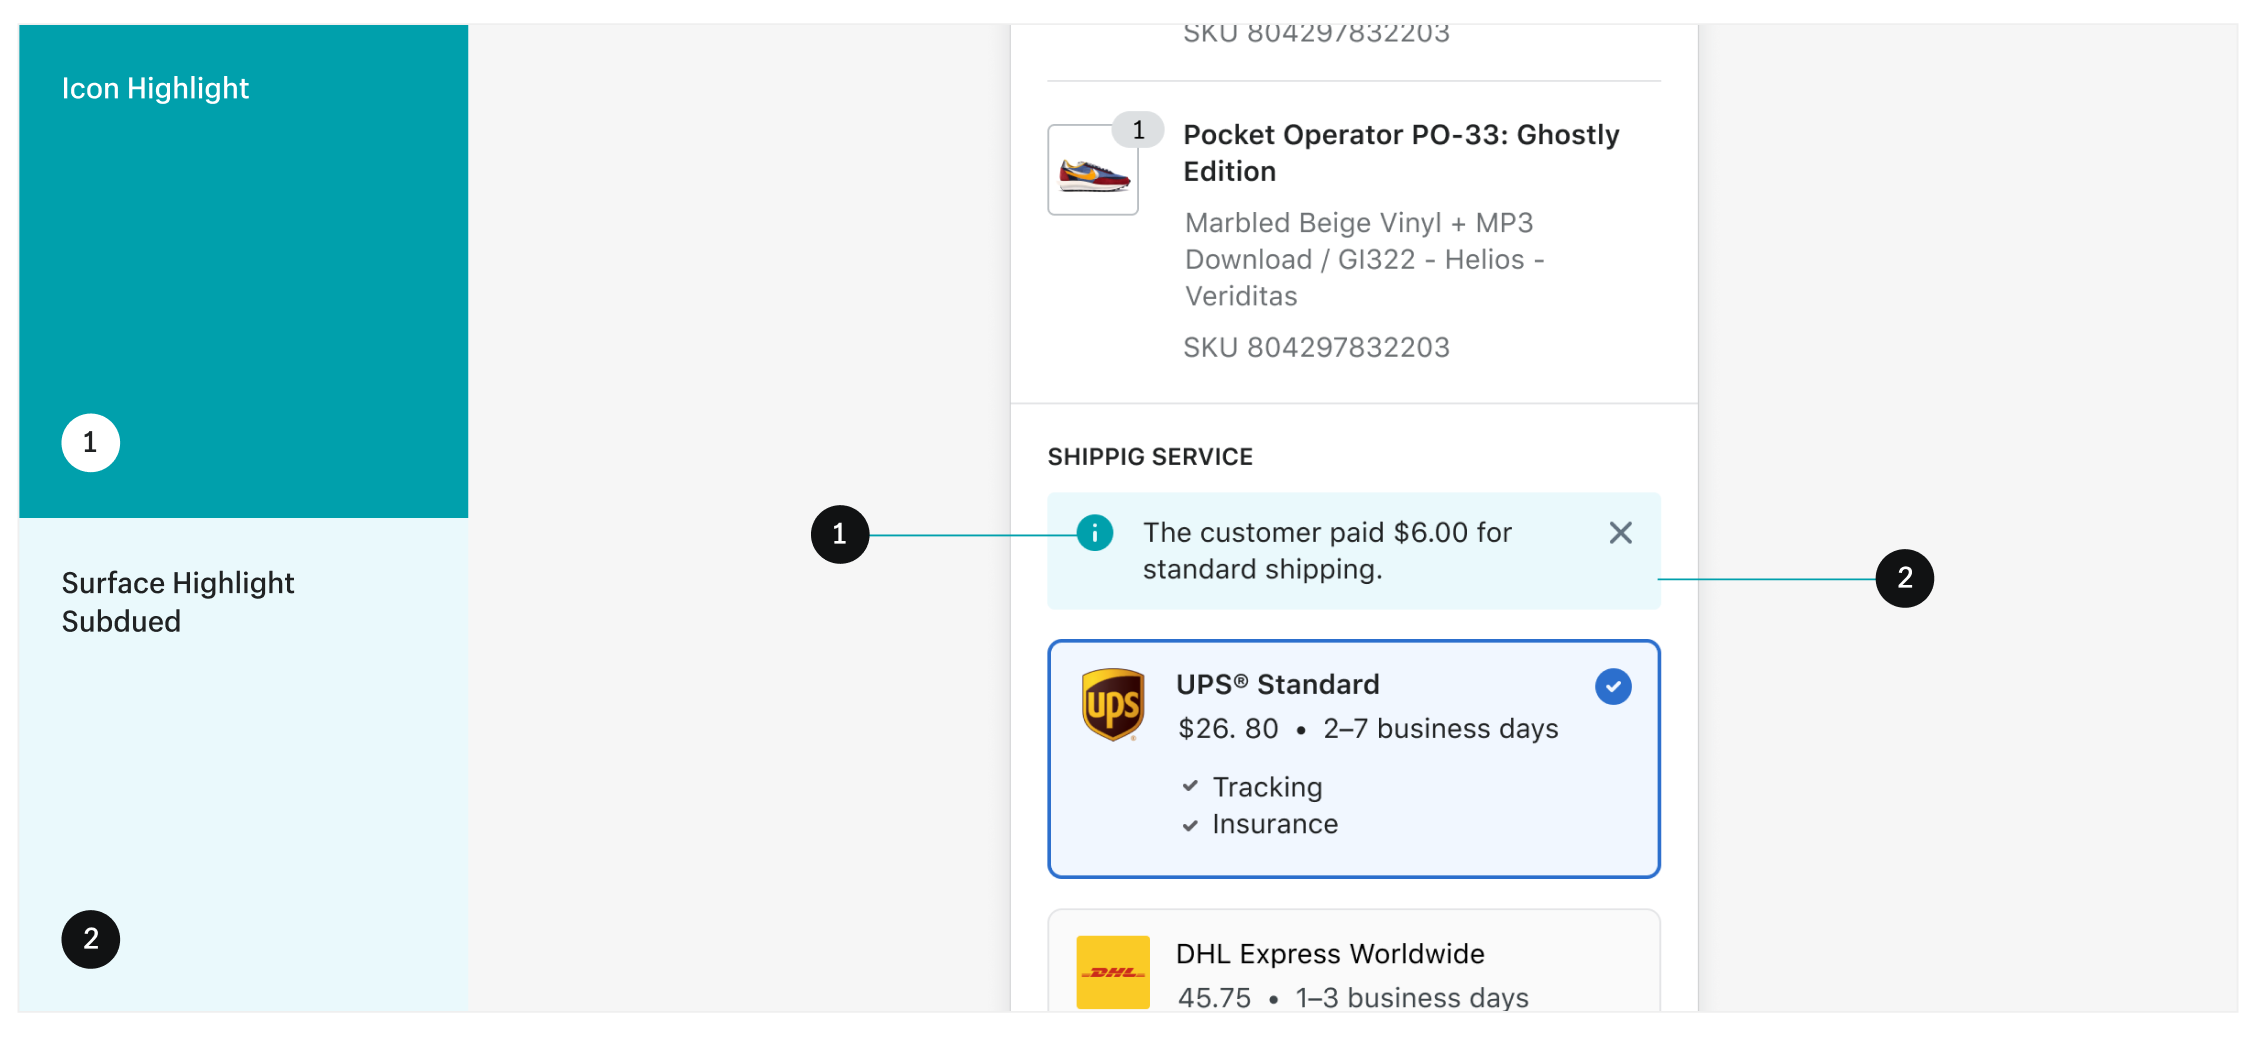 Icon Highlight
1
Surface Highlight
Subdued
2
SKU 804297832203
1
Pocket Operator PO-33: Ghostly
Edition
Marbled Beige Vinyl + MP3
Download / GI322 - Helios -
Veriditas
SKU 804297832203
SHIPPIG SERVICE
1
i
The customer paid $6.00 for
standard shipping.
2
ups
UPS® Standard
$26. 80 • 2–7 business days
Tracking
Insurance
DHL
DHL Express Worldwide
45.75 • 1–3 business days